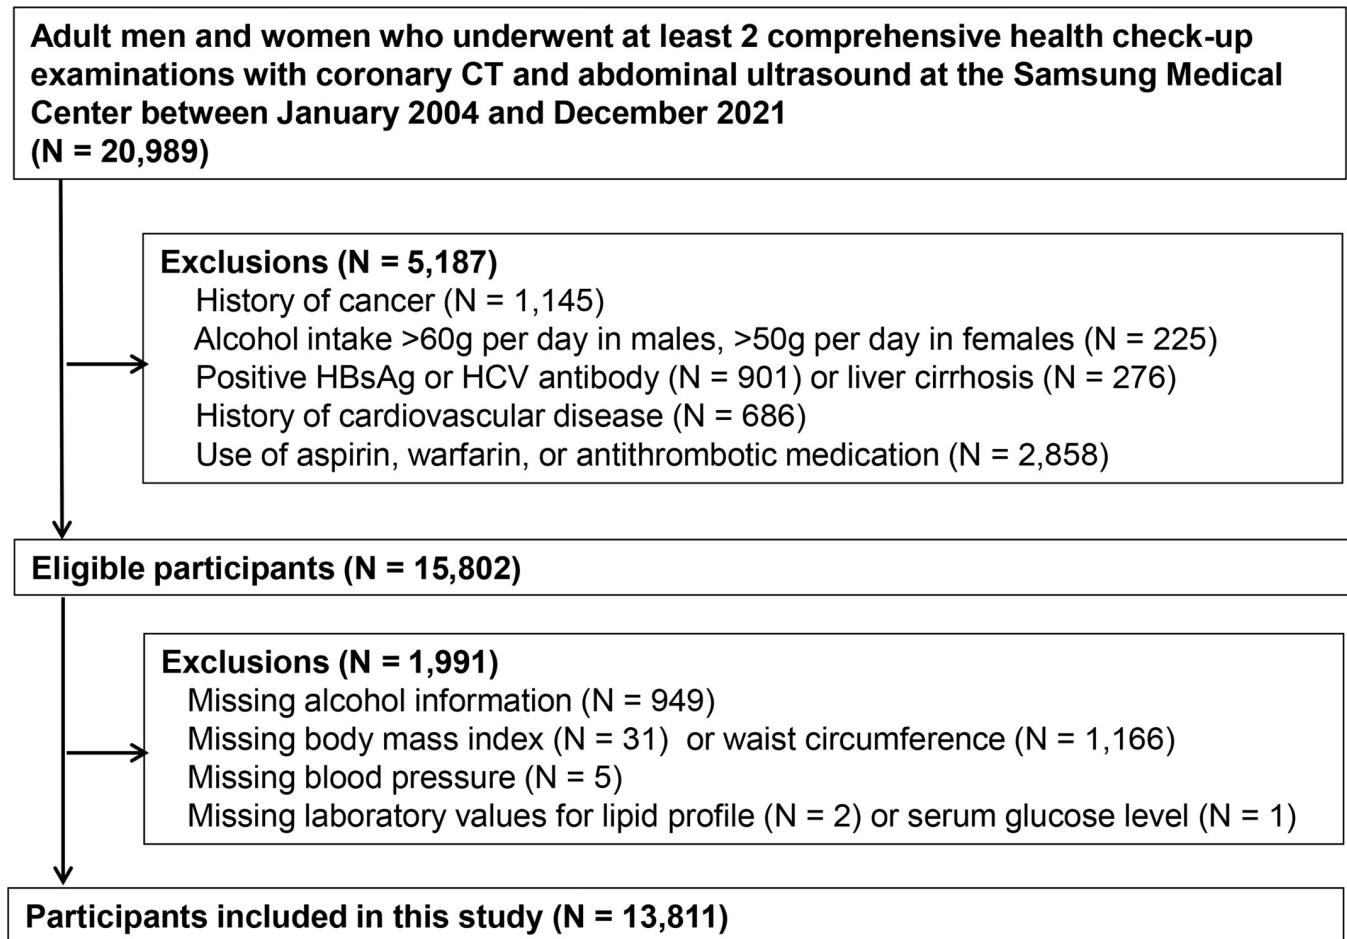 Adult men and women who underwent at least 2 comprehensive health check-up
examinations with coronary CT and abdominal ultrasound at the Samsung Medical
Center between January 2004 and December 2021
(N = 20,989)
Exclusions (N = 5,187)
History of cancer (N = 1,145)
Alcohol intake >60g per day in males, >50g per day in females (N = 225)
Positive HBsAg or HCV antibody (N = 901) or liver cirrhosis (N = 276)
History of cardiovascular disease (N = 686)
Use of aspirin, warfarin, or antithrombotic medication (N = 2,858)
Eligible participants (N = 15,802)
Exclusions (N = 1,991)
Missing alcohol information (N = 949)
Missing body mass index (N = 31) or waist circumference (N = 1,166)
Missing blood pressure (N = 5)
Missing laboratory values for lipid profile (N = 2) or serum glucose level (N = 1)
Participants included in this study (N = 13,811)